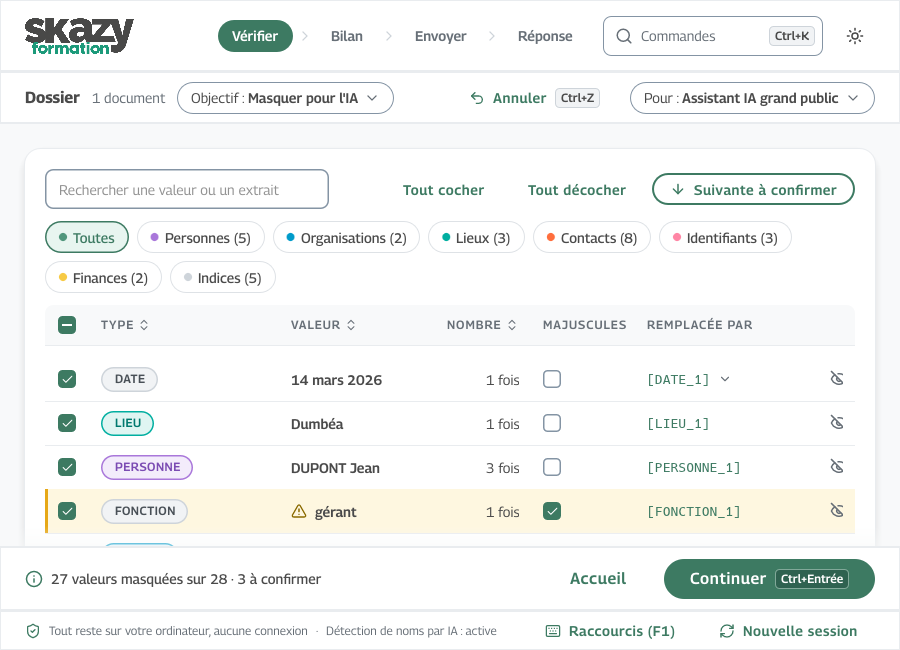 skazy
formation
Vérifier
Bilan
Envoyer
Réponse
Commandes Ctrl+K
Dossier 1 document
Objectif : Masquer pour l'IA
Annuler Ctrl+Z
Pour : Assistant IA grand public
Rechercher une valeur ou un extrait
Tout cocher
Tout décocher
Suivante à confirmer
Toutes
Personnes (5)
Organisations (2)
Lieux (3)
Contacts (8)
Identifiants (3)
Finances (2)
Indices (5)
TYPE VALEUR NOMBRE MAJUSCULES REMPLACÉE PAR
DATE 14 mars 2026 1 fois [DATE_1]
LIEU Dumbéa 1 fois [LIEU_1]
PERSONNE DUPONT Jean 3 fois [PERSONNE_1]
FONCTION gérant 1 fois [FONCTION_1]
27 valeurs masquées sur 28 · 3 à confirmer
Accueil
Continuer Ctrl+Entrée
Tout reste sur votre ordinateur, aucune connexion · Détection de noms par IA : active
Raccourcis (F1)
Nouvelle session